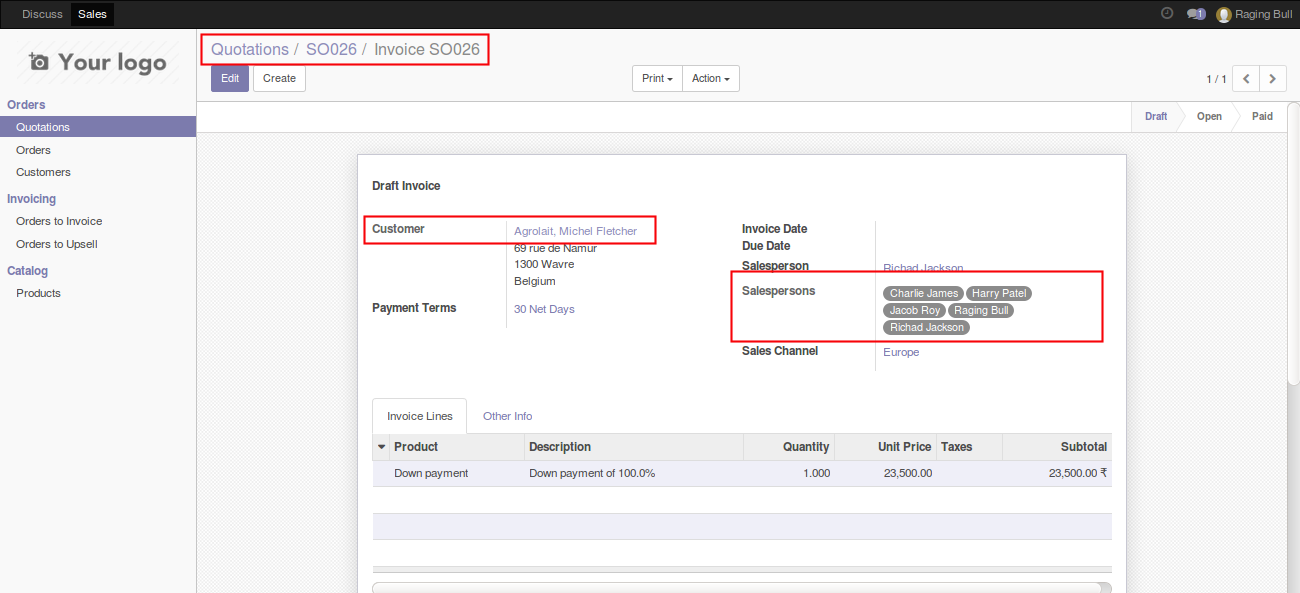 Discuss Sales 1 Raging Bull
Your logo
Quotations / SO026 / Invoice SO026
Edit Create Print Action 1 / 1
Orders
Quotations
Orders
Customers
Invoicing
Orders to Invoice
Orders to Upsell
Catalog
Products
Draft Open Paid
Draft Invoice
Customer Agrolait, Michel Fletcher
69 rue de Namur
1300 Wavre
Belgium
Payment Terms 30 Net Days
Invoice Date
Due Date
Salesperson Richad Jackson
Salespersons Charlie James Harry Patel
Jacob Roy Raging Bull
Richad Jackson
Sales Channel Europe
Invoice Lines Other Info
Product Description Quantity Unit Price Taxes Subtotal
Down payment Down payment of 100.0% 1.000 23,500.00 23,500.00 ₹